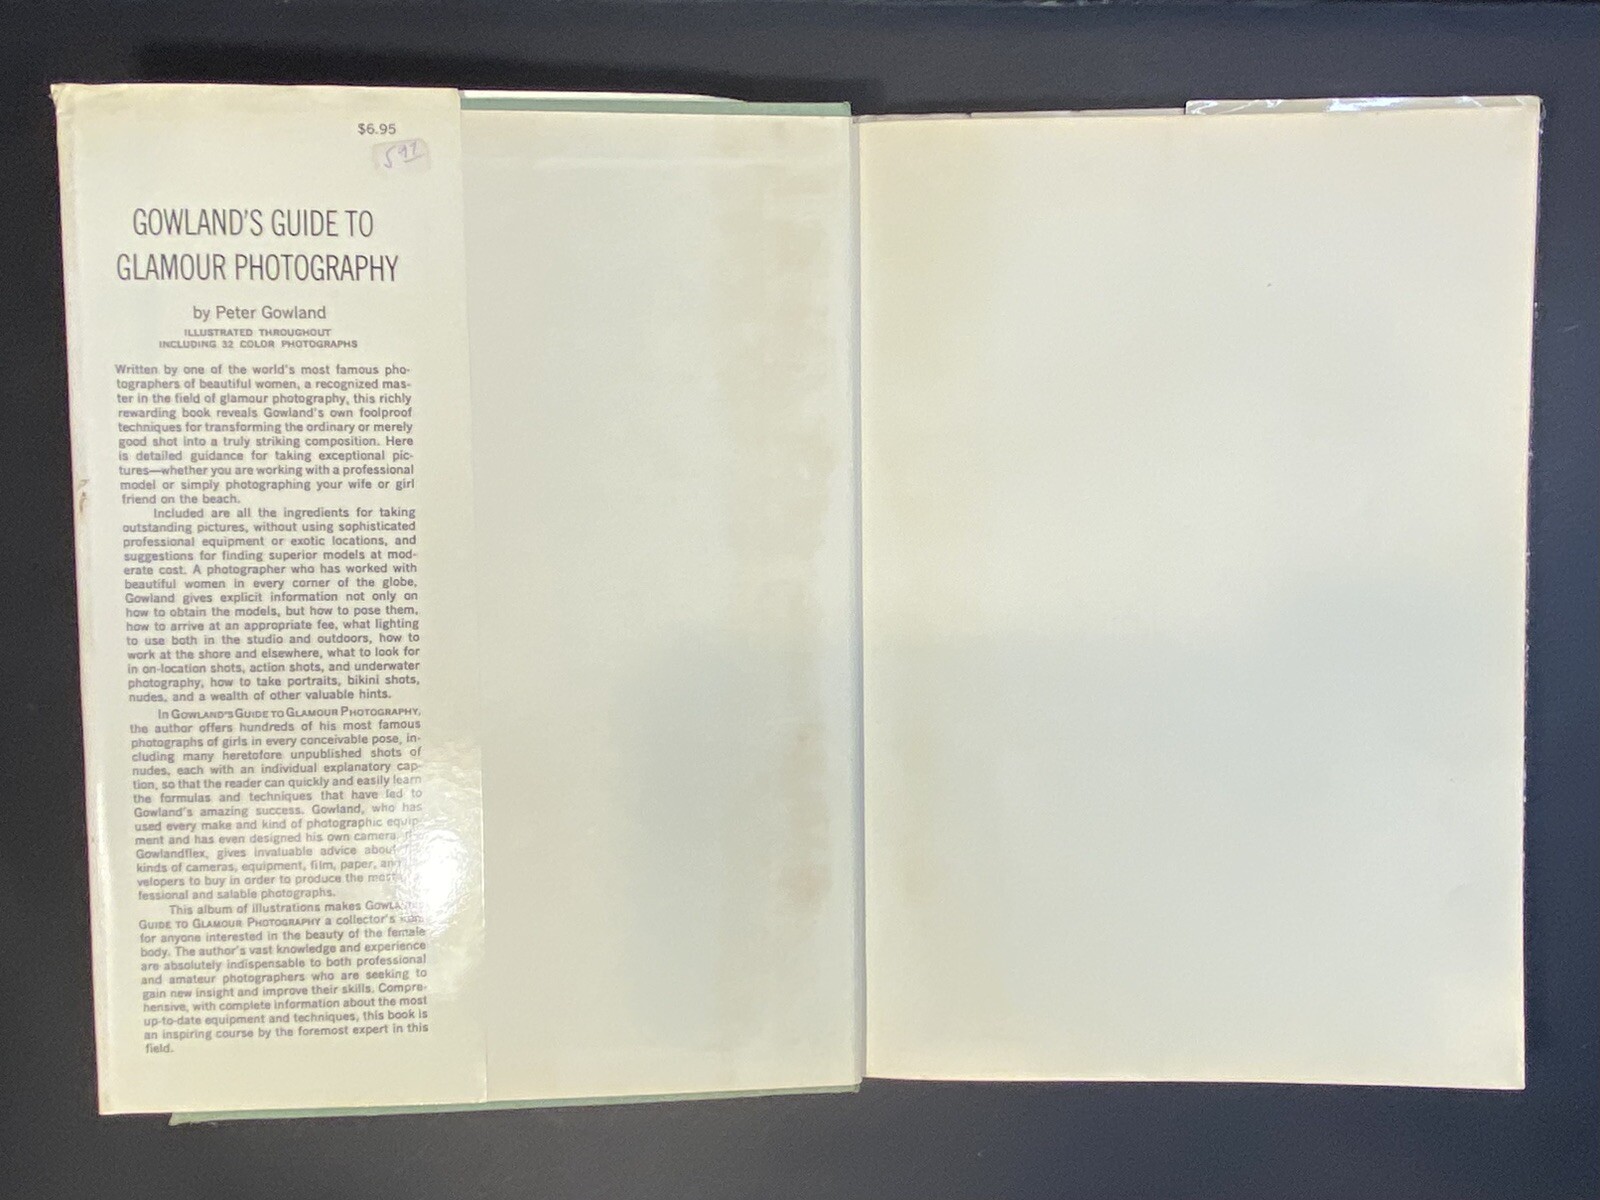 $6.95
5 97
GOWLAND'S GUIDE TO
GLAMOUR PHOTOGRAPHY
by Peter Gowland
ILLUSTRATED THROUGHOUT
INCLUDING 32 COLOR PHOTOGRAPHS
Written by one of the world's most famous pho-
tographers of beautiful women, a recognized mas-
ter in the field of glamour photography, this richly
rewarding book reveals Gowland's own foolproof
techniques for transforming the ordinary or merely
good shot into a truly striking composition. Here
is detailed guidance for taking exceptional pic-
tures—whether you are working with a professional
model or simply photographing your wife or girl
friend on the beach.
Included are all the ingredients for taking
outstanding pictures, without using sophisticated
professional equipment or exotic locations, and
suggestions for finding superior models at mod-
erate cost. A photographer who has worked with
beautiful women in every corner of the globe,
Gowland gives explicit information not only on
how to obtain the models, but how to pose them,
how to arrive at an appropriate fee, what lighting
to use both in the studio and outdoors, how to
work at the shore and elsewhere, what to look for
in on-location shots, action shots, and underwater
photography, how to take portraits, bikini shots,
nudes, and a wealth of other valuable hints.
In GOWLAND'S GUIDE TO GLAMOUR PHOTOGRAPHY,
the author offers hundreds of his most famous
photographs of girls in every conceivable pose, in-
cluding many heretofore unpublished shots of
nudes, each with an individual explanatory cap-
tion, so that the reader can quickly and easily learn
the formulas and techniques that have led to
Gowland's amazing success. Gowland, who has
used every make and kind of photographic equip-
ment and has even designed his own camera,
Gowlandflex, gives invaluable advice about
kinds of cameras, equipment, film, paper, and
velopers to buy in order to produce the most
fessional and salable photographs.
This album of illustrations makes GOWLAND'S
GUIDE TO GLAMOUR PHOTOGRAPHY a collector's item
for anyone interested in the beauty of the female
body. The author's vast knowledge and experience
are absolutely indispensable to both professional
and amateur photographers who are seeking to
gain new insight and improve their skills. Compre-
hensive, with complete information about the most
up-to-date equipment and techniques, this book is
an inspiring course by the foremost expert in this
field.